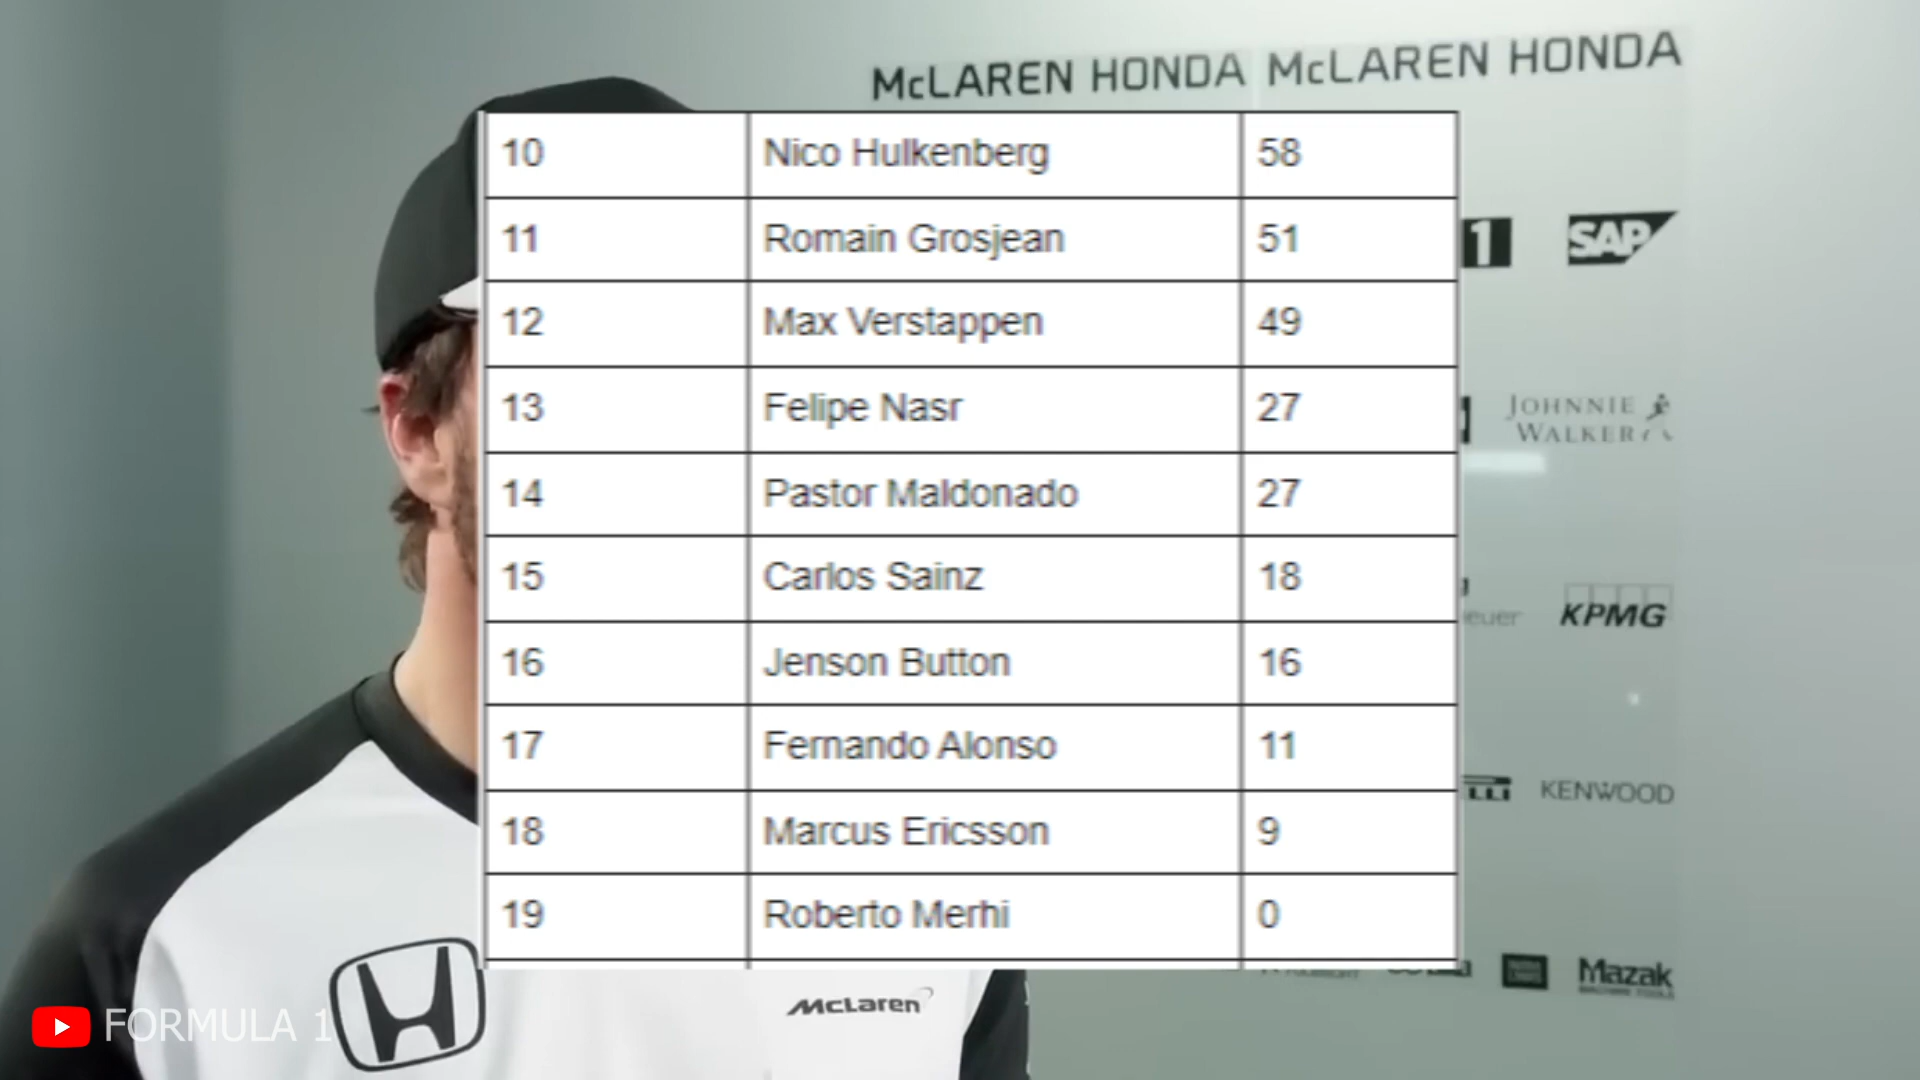 McLAREN HONDA McLAREN HONDA
10 Nico Hulkenberg 58
11 Romain Grosjean 51
1 SAP
12 Max Verstappen 49
13 Felipe Nasr 27
JOHNNIE
WALKER
14 Pastor Maldonado 27
15 Carlos Sainz 18
KPMG
16 Jenson Button 16
17 Fernando Alonso 11
KENWOOD
18 Marcus Ericsson 9
19 Roberto Merhi 0
Mazak
McLaren
FORMULA 1